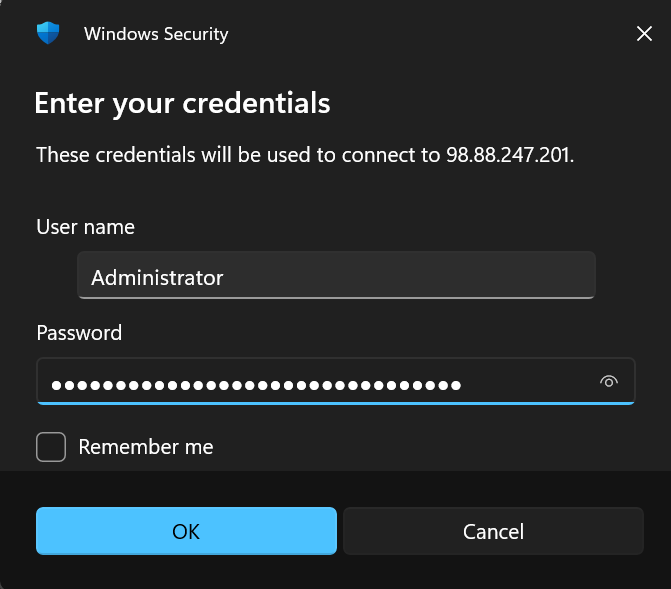 Windows Security
Enter your credentials
These credentials will be used to connect to 98.88.247.201.
User name
Administrator
Password
••••••••••••••••••••••••••••••••
Remember me
OK
Cancel